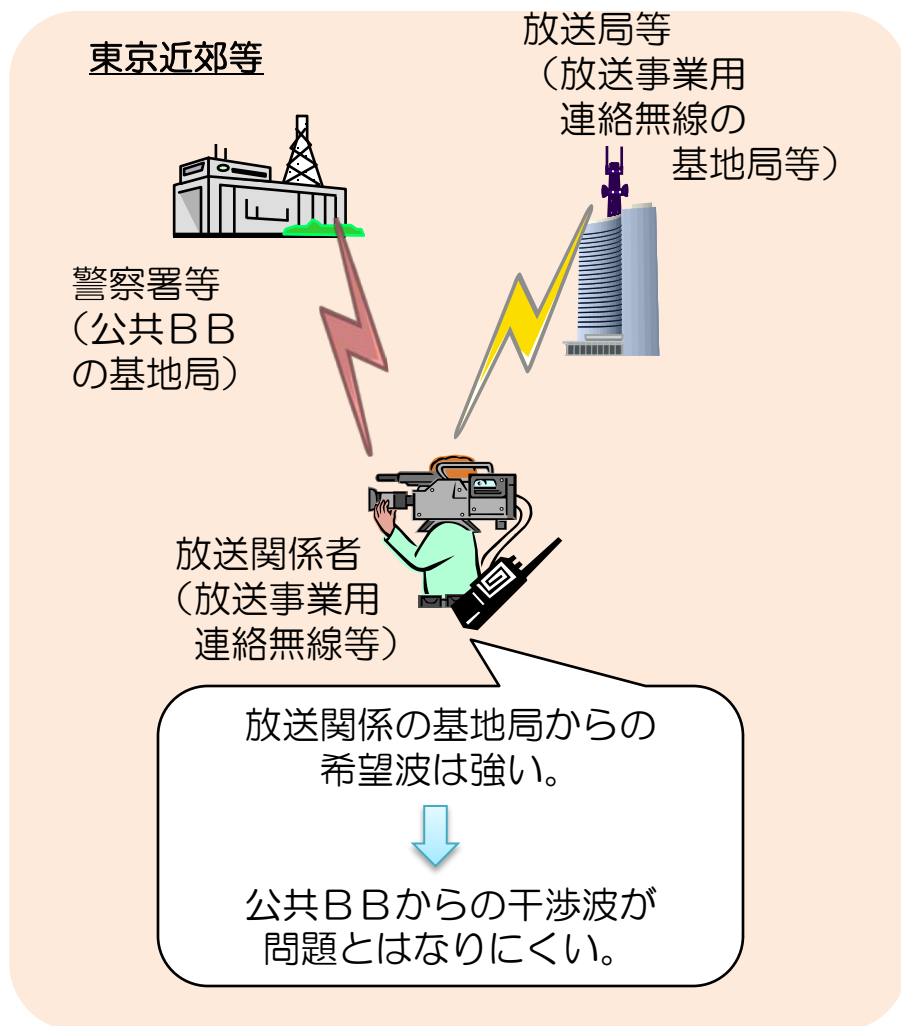 東京近郊等
放送局等
（放送事業用
連絡無線の
基地局等）
警察署等
（公共ＢＢ
の基地局）
放送関係者
（放送事業用
連絡無線等）
放送関係の基地局からの
希望波は強い。
公共ＢＢからの干渉波が
問題とはなりにくい。